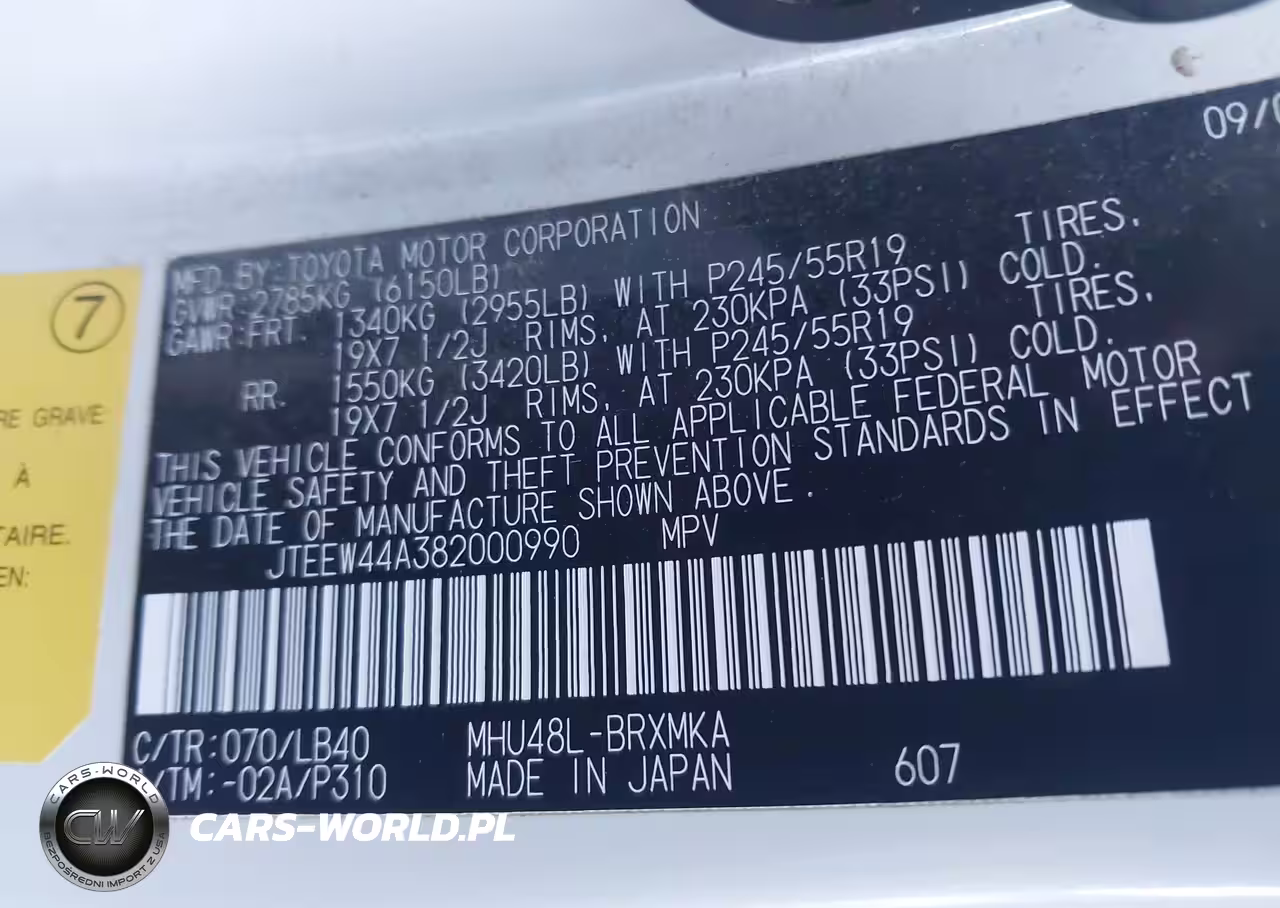 09/
MFD.BY:TOYOTA MOTOR CORPORATION
GVWR:2785KG (6150LB)
GAWR:FRT. 1340KG (2955LB) WITH P245/55R19 TIRES,
19X7 1/2J RIMS, AT 230KPA (33PSI) COLD.
RR. 1550KG (3420LB) WITH P245/55R19 TIRES,
19X7 1/2J RIMS, AT 230KPA (33PSI) COLD.
THIS VEHICLE CONFORMS TO ALL APPLICABLE FEDERAL MOTOR
VEHICLE SAFETY AND THEFT PREVENTION STANDARDS IN EFFECT
THE DATE OF MANUFACTURE SHOWN ABOVE.
JTEEW44A382000990 MPV
C/TR:070/LB40 MHU48L-BRXMKA
/TM:-02A/P310 MADE IN JAPAN 607
7
RE GRAVE
À
TAIRE.
EN:
CARS-WORLD
CW
BEZPOŚREDNI IMPORT Z USA
CARS-WORLD.PL